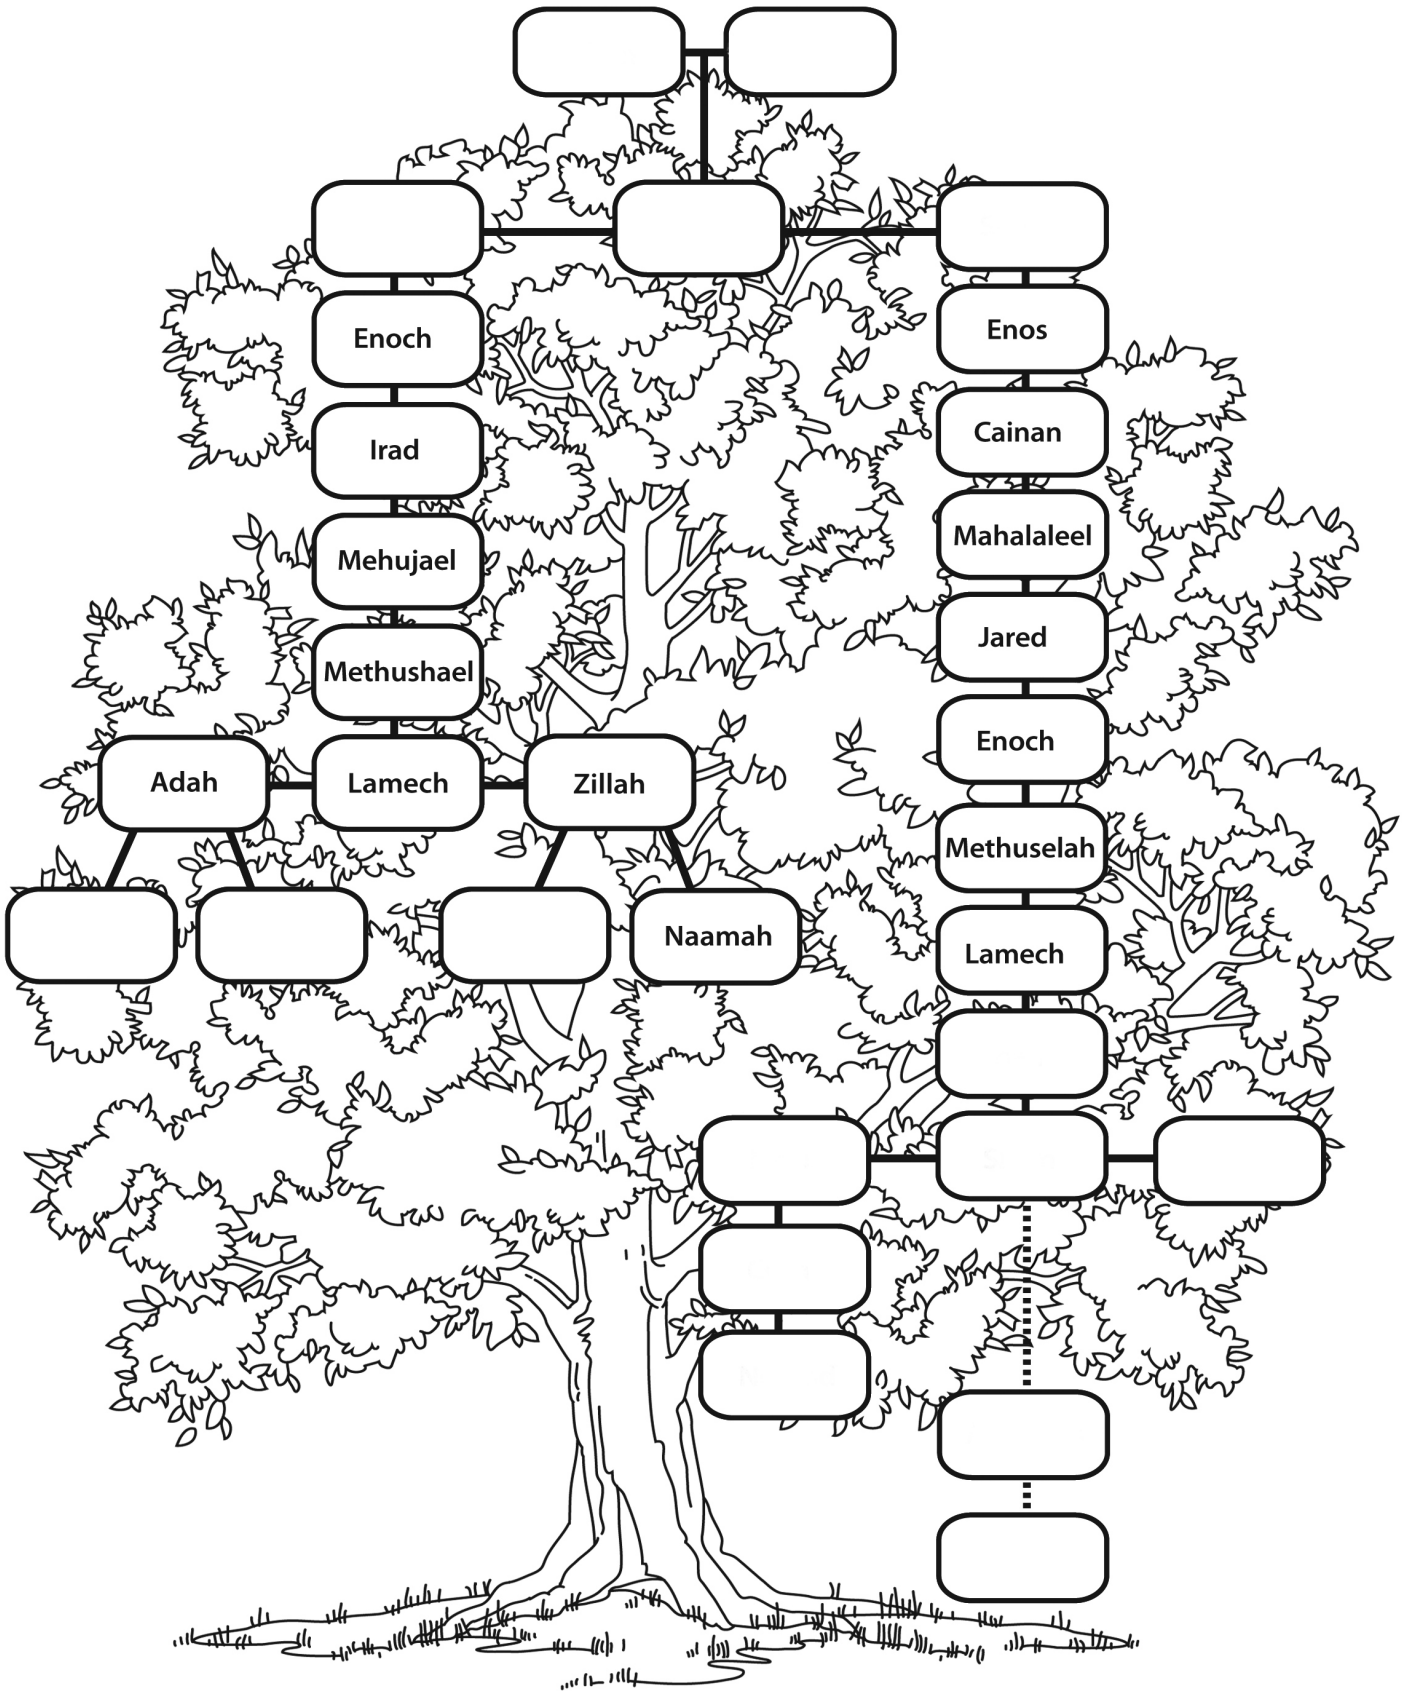 Enoch
Enos
Irad
Cainan
Mehujael
Mahalaleel
Methushael
Jared
Enoch
Adah
Lamech
Zillah
Methuselah
Naamah
Lamech